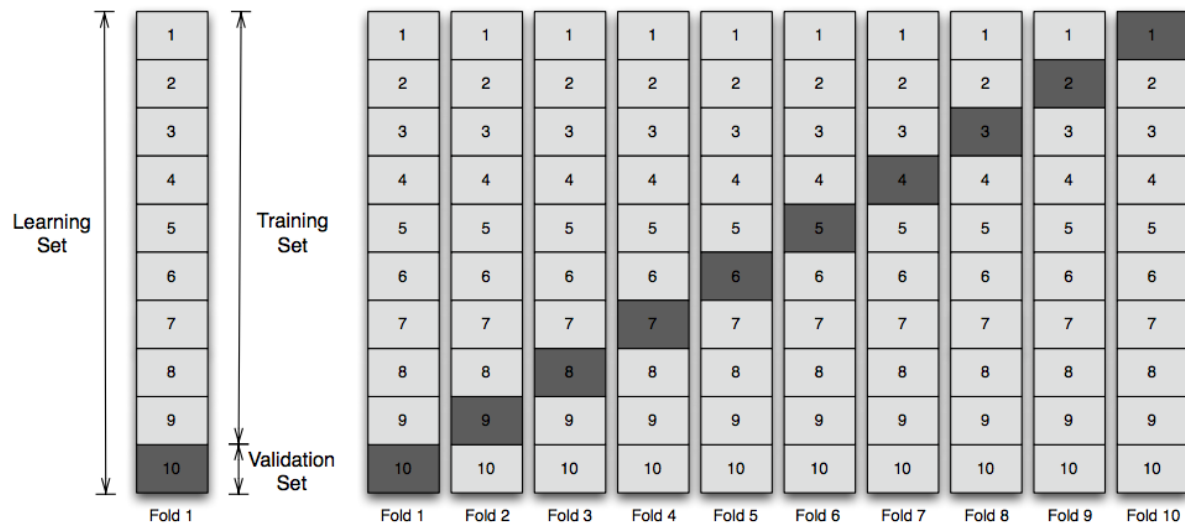 1 1 1 1 1 1 1 1 1 1 1
2 2 2 2 2 2 2 2 2 2 2
3 3 3 3 3 3 3 3 3 3 3
4 4 4 4 4 4 4 4 4 4 4
Learning
Set
Training
Set
5 5 5 5 5 5 5 5 5 5 5
6 6 6 6 6 6 6 6 6 6 6
7 7 7 7 7 7 7 7 7 7 7
8 8 8 8 8 8 8 8 8 8 8
9 9 9 9 9 9 9 9 9 9 9
10 Validation
Set
10 10 10 10 10 10 10 10 10 10
Fold 1 Fold 1 Fold 2 Fold 3 Fold 4 Fold 5 Fold 6 Fold 7 Fold 8 Fold 9 Fold 10